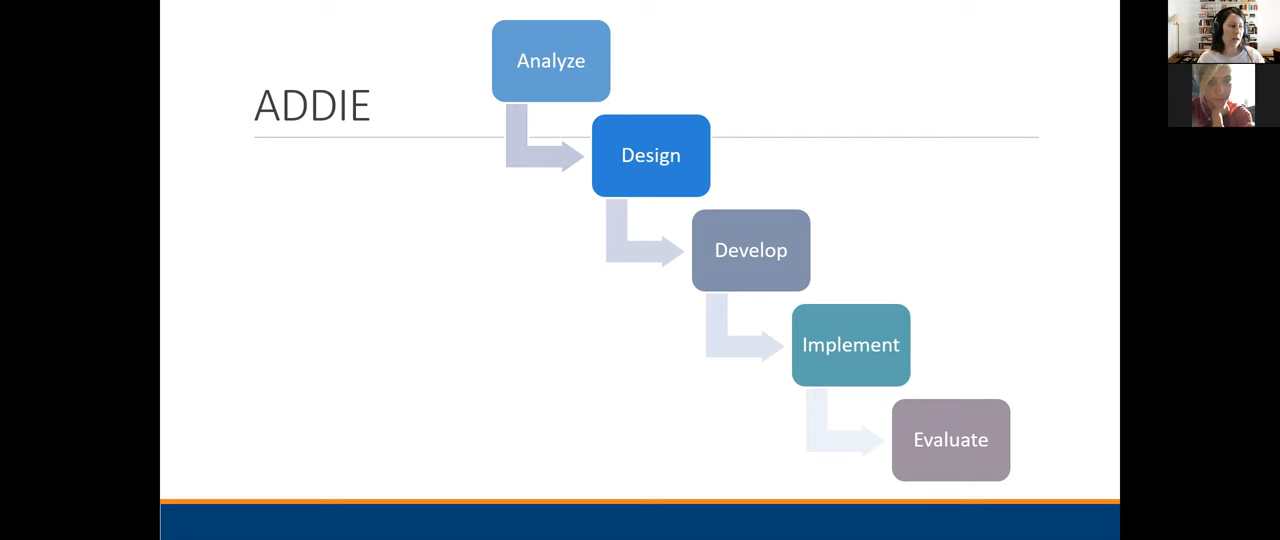 ADDIE
Analyze
Design
Develop
Implement
Evaluate